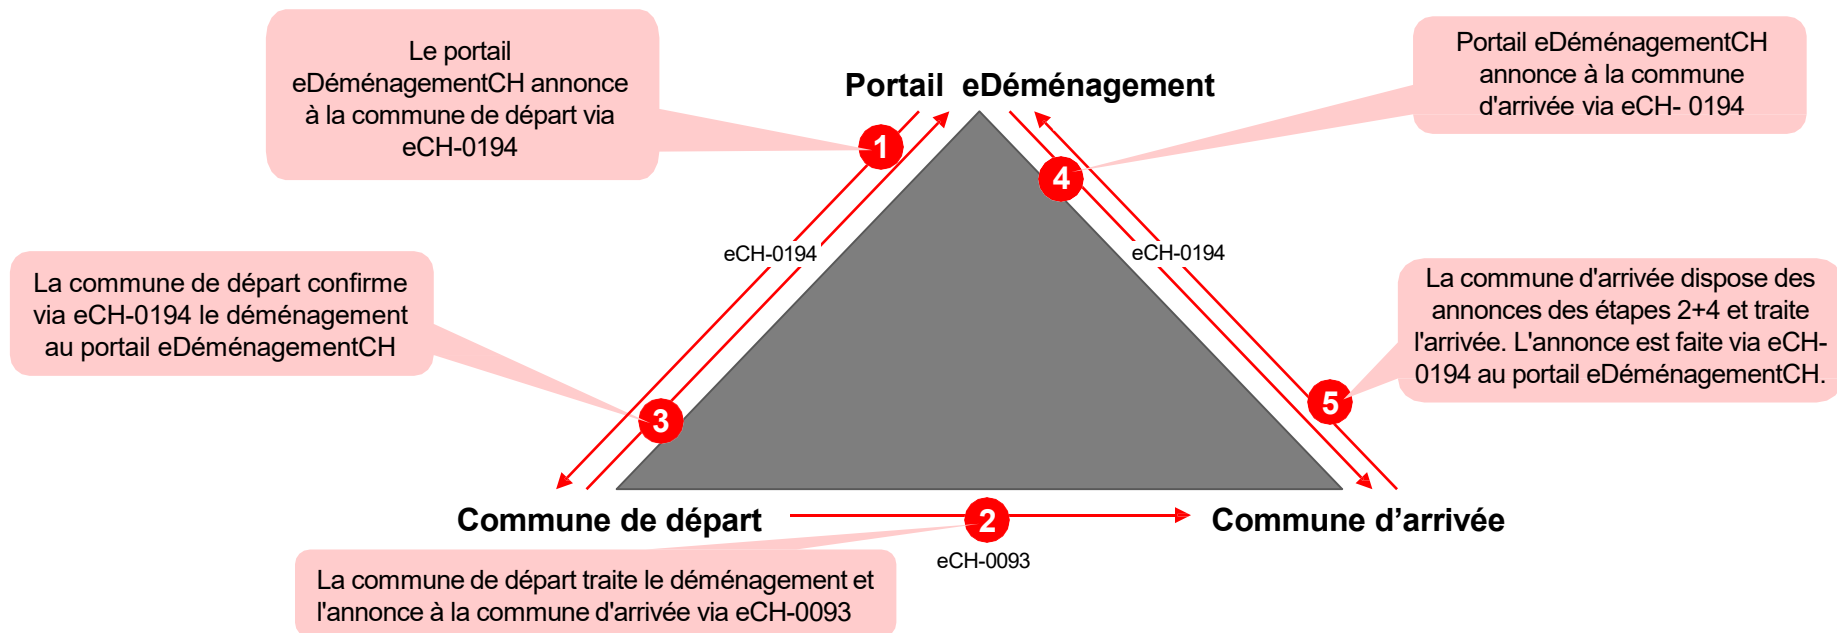 Le portail
eDéménagementCH annonce
à la commune de départ via
eCH-0194
Portail eDéménagement
Portail eDéménagementCH
annonce à la commune
d'arrivée via eCH- 0194
1
4
eCH-0194
eCH-0194
La commune de départ confirme
via eCH-0194 le déménagement
au portail eDéménagementCH
La commune d'arrivée dispose des
annonces des étapes 2+4 et traite
l'arrivée. L'annonce est faite via eCH-
0194 au portail eDéménagementCH.
3
5
Commune de départ
2
Commune d’arrivée
eCH-0093
La commune de départ traite le déménagement et
l'annonce à la commune d'arrivée via eCH-0093